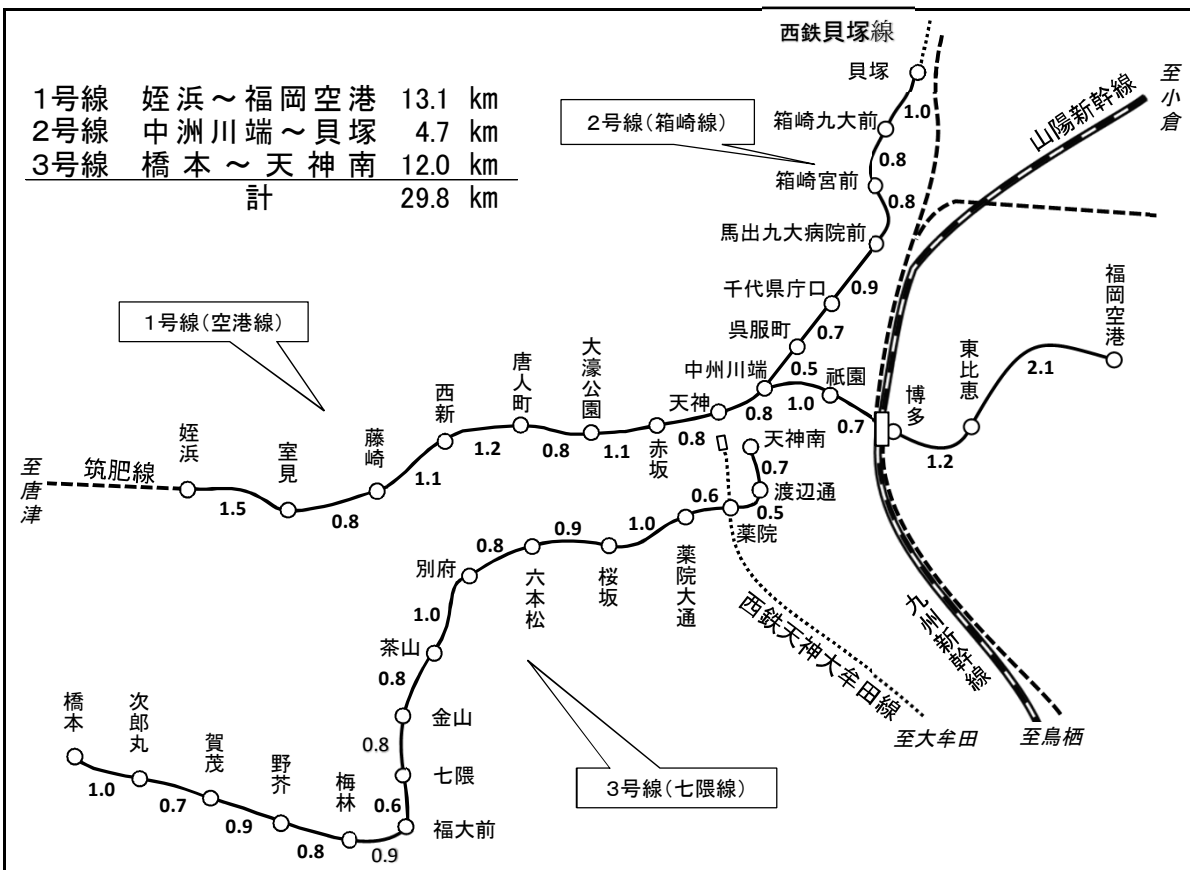 西鉄貝塚線
1号線 姪浜～福岡空港 13.1 km
2号線 中洲川端～貝塚 4.7 km
3号線 橋本～天神南 12.0 km
計 29.8 km
至小倉
山陽新幹線
2号線(箱崎線)
貝塚
1.0
箱崎九大前
0.8
箱崎宮前
0.8
馬出九大病院前
0.9
千代県庁口
0.7
呉服町
0.5
中州川端
1号線(空港線)
至唐津
筑肥線
姪浜
1.5
室見
0.8
藤崎
1.1
西新
1.2
唐人町
0.8
大濠公園
1.1
赤坂
0.8
天神
0.8
1.0
祇園
0.7
博多
1.2
東比恵
2.1
福岡空港
天神南
0.7
渡辺通
0.5
薬院
0.6
薬院大通
1.0
桜坂
0.9
六本松
0.8
別府
1.0
茶山
0.8
金山
0.8
七隈
0.6
福大前
0.9
梅林
0.8
野芥
0.9
賀茂
0.7
次郎丸
1.0
橋本
3号線(七隈線)
西鉄天神大牟田線
至大牟田
九州新幹線
至鳥栖